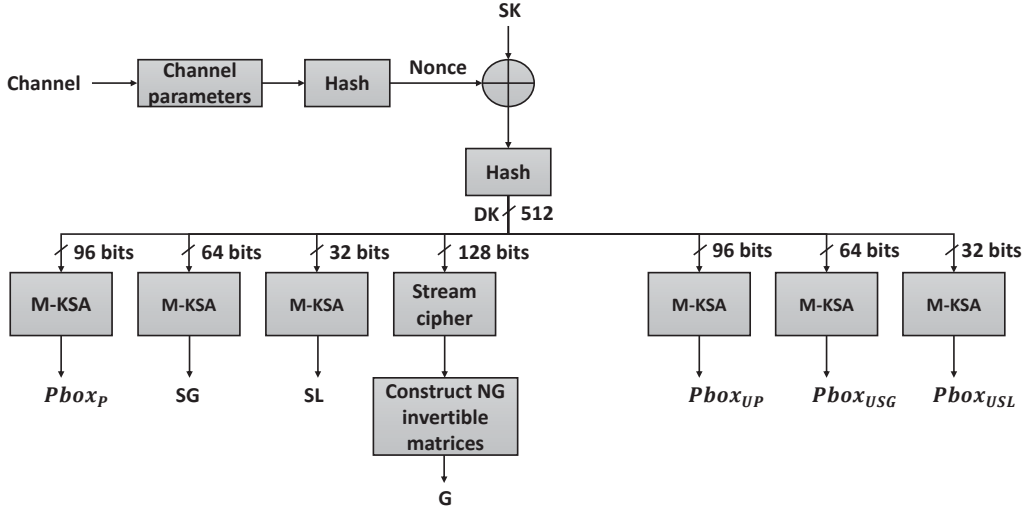 SK
Channel
Channel
parameters
Hash
Nonce
Hash
DK
512
96 bits
64 bits
32 bits
128 bits
96 bits
64 bits
32 bits
M-KSA
M-KSA
M-KSA
Stream
cipher
M-KSA
M-KSA
M-KSA
Pbox_P
SG
SL
Construct NG
invertible
matrices
Pbox_UP
Pbox_USG
Pbox_USL
G